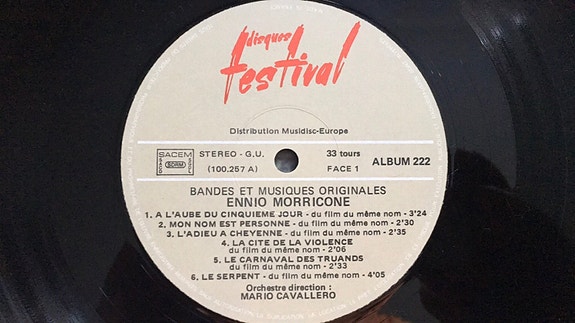 disques
festival
Distribution Musidisc-Europe
SACEM
SDRM
STEREO - G.U.
(100.257 A)
33 tours
FACE 1
ALBUM 222
BANDES ET MUSIQUES ORIGINALES
ENNIO MORRICONE
1. A L'AUBE DU CINQUIEME JOUR - du film du même nom - 3'24
2. MON NOM EST PERSONNE - du film du même nom - 2'30
3. L'ADIEU A CHEYENNE - du film du même nom - 2'35
4. LA CITE DE LA VIOLENCE
du film du même nom - 2'06
5. LE CARNAVAL DES TRUANDS
du film du même nom - 2'33
6. LE SERPENT - du film du même nom - 4'05
Orchestre direction :
MARIO CAVALLERO